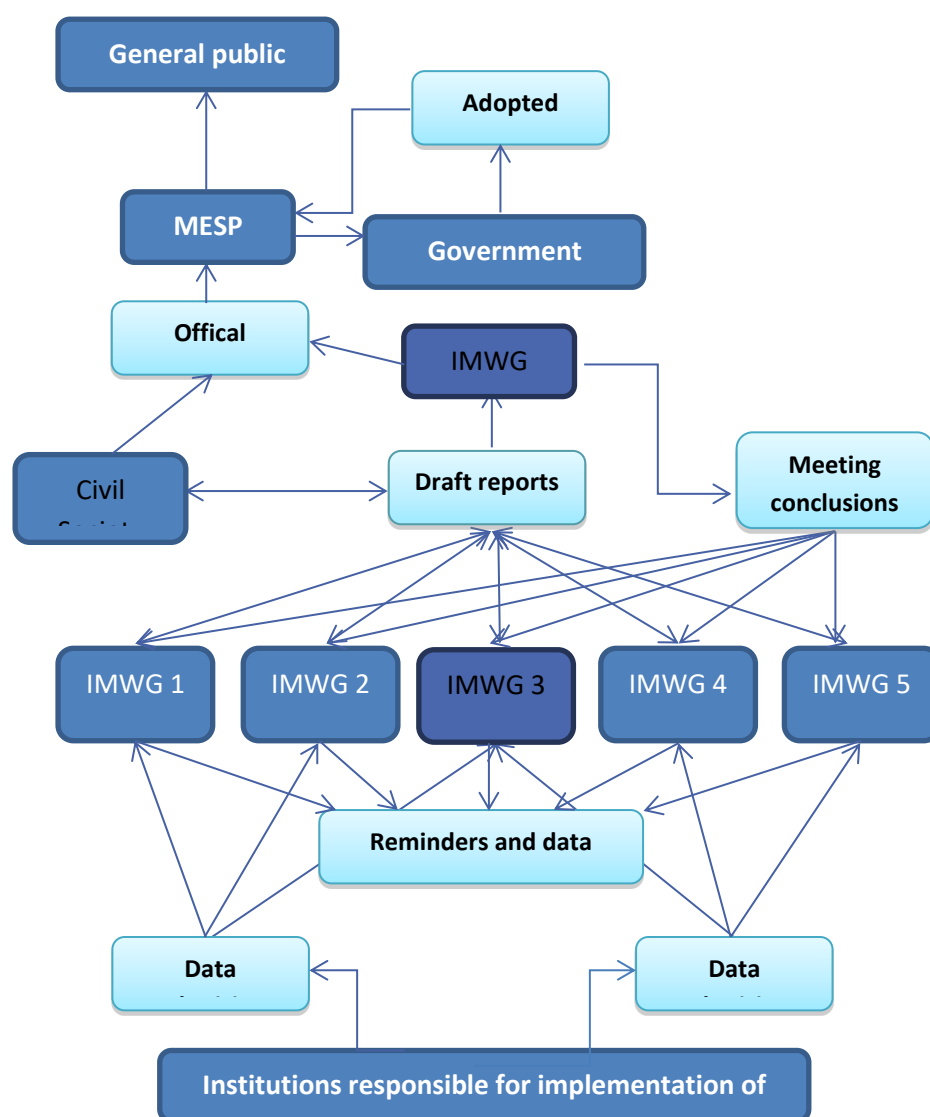 General public
Adopted
MESP
Government
Offical
IMWG
Civil
Draft reports
Meeting
conclusions
IMWG 1
IMWG 2
IMWG 3
IMWG 4
IMWG 5
Reminders and data
Data
Data
Institutions responsible for implementation of